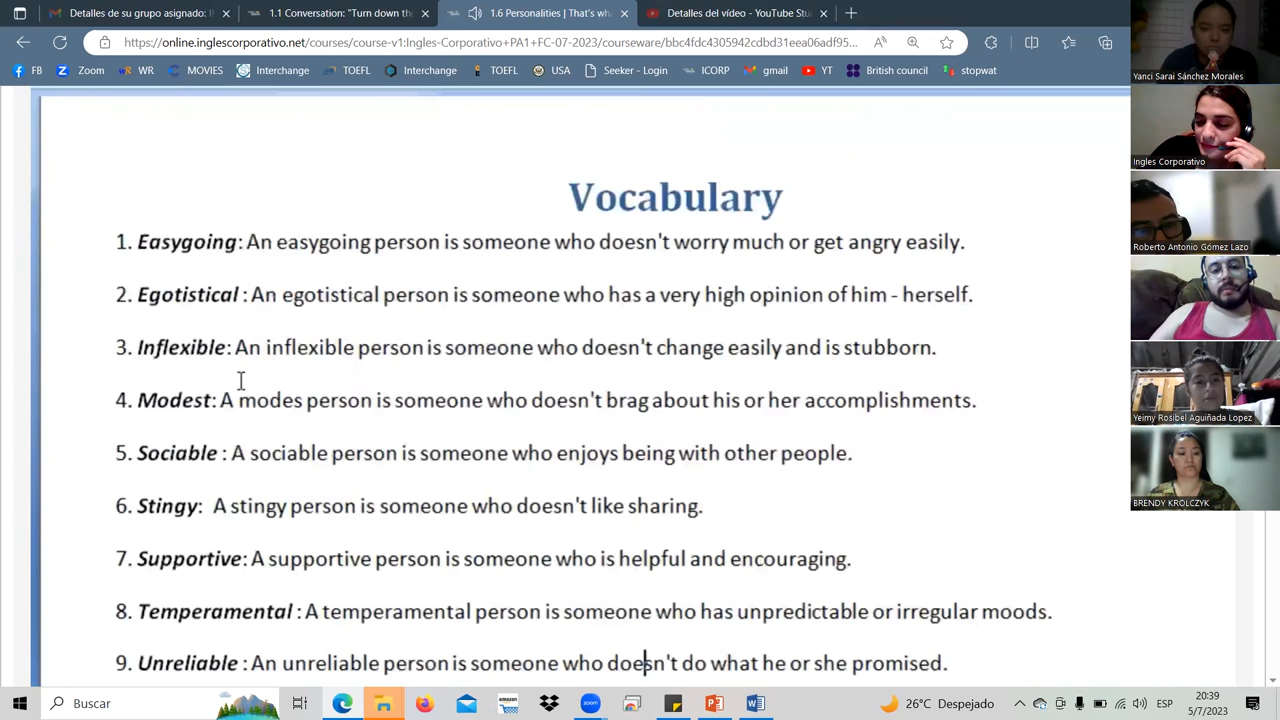 Detalles de su grupo asignado: I
1.1 Conversation: "Turn down the
1.6 Personalities | That's what
Detalles del vídeo - YouTube Stu
https://online.inglescorporativo.net/courses/course-v1:Ingles-Corporativo+PA1+FC-07-2023/courseware/bbc4fdc4305942cdbd31eea06adf95...
FB
Zoom
WR
MOVIES
Interchange
TOEFL
Interchange
TOEFL
USA
Seeker - Login
ICORP
gmail
YT
British council
stopwat
Vocabulary
1. Easygoing: An easygoing person is someone who doesn't worry much or get angry easily.
2. Egotistical : An egotistical person is someone who has a very high opinion of him - herself.
3. Inflexible: An inflexible person is someone who doesn't change easily and is stubborn.
4. Modest: A modes person is someone who doesn't brag about his or her accomplishments.
5. Sociable : A sociable person is someone who enjoys being with other people.
6. Stingy: A stingy person is someone who doesn't like sharing.
7. Supportive: A supportive person is someone who is helpful and encouraging.
8. Temperamental : A temperamental person is someone who has unpredictable or irregular moods.
9. Unreliable : An unreliable person is someone who doesn't do what he or she promised.
Yanci Sarai Sánchez Morales
Ingles Corporativo
Roberto Antonio Gómez Lazo
Yeimy Rosibel Aguiñada Lopez
BRENDY KROLCZYK
Buscar
26°C Despejado
ESP
20:39
5/7/2023